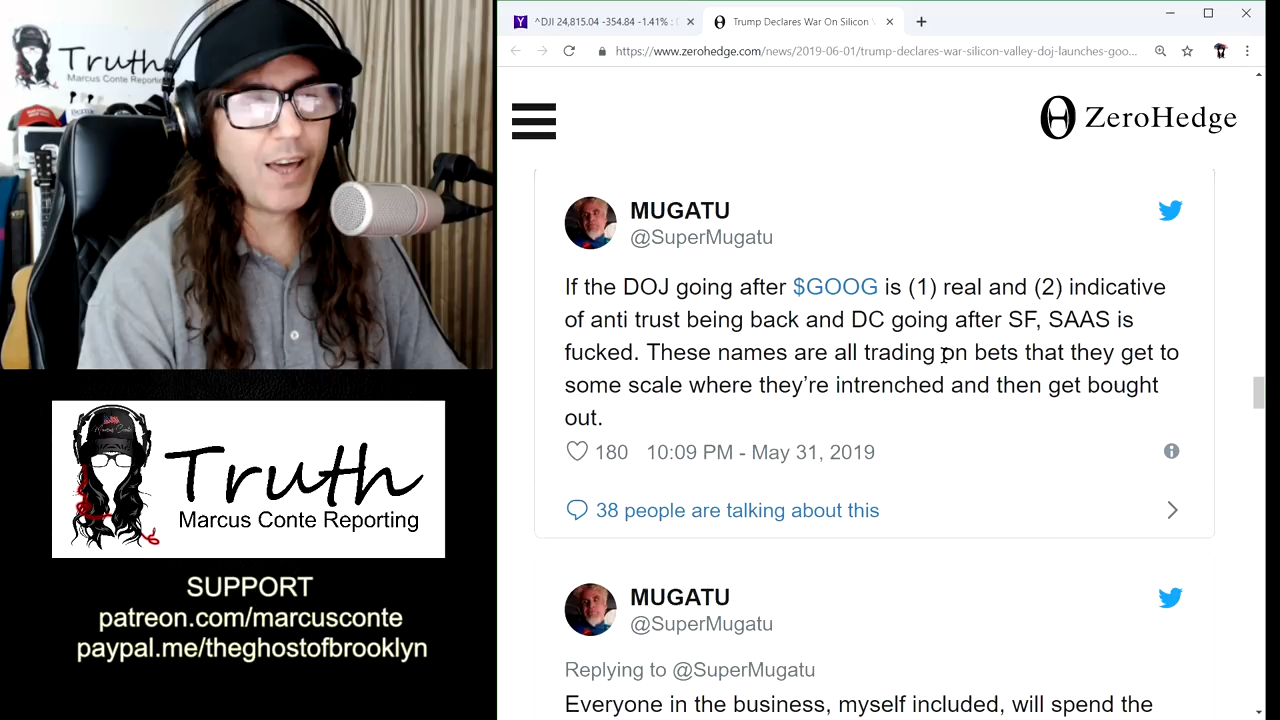 Truth
Marcus Conte Reporting
^DJI 24,815.04 -354.84 -1.41% :
Trump Declares War On Silicon
https://www.zerohedge.com/news/2019-06-01/trump-declares-war-silicon-valley-doj-launches-goo...
ZeroHedge
MUGATU
@SuperMugatu
If the DOJ going after $GOOG is (1) real and (2) indicative
of anti trust being back and DC going after SF, SAAS is
fucked. These names are all trading on bets that they get to
some scale where they’re intrenched and then get bought
out.
180 10:09 PM - May 31, 2019
38 people are talking about this
MUGATU
@SuperMugatu
Replying to @SuperMugatu
Everyone in the business, myself included, will spend the
Marcus Conte
Truth
Marcus Conte Reporting
SUPPORT
patreon.com/marcusconte
paypal.me/theghostofbrooklyn